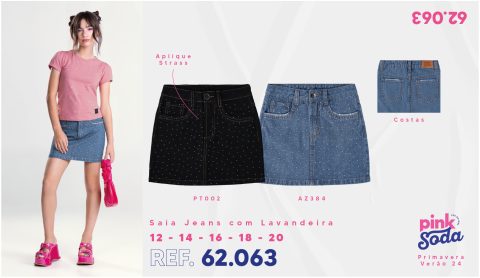 62.063
Aplique
Strass
Costas
PT002
AZ384
Saia Jeans com Lavandeira
12 - 14 - 16 - 18 - 20
REF. 62.063
pink
Soda
Primavera
Verão 24